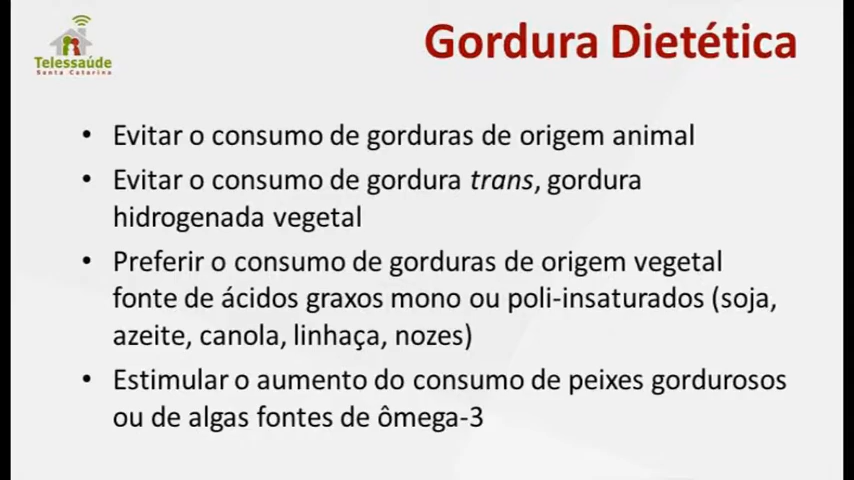 Telessaúde
Santa Catarina
Gordura Dietética
• Evitar o consumo de gorduras de origem animal
• Evitar o consumo de gordura trans, gordura
hidrogenada vegetal
• Preferir o consumo de gorduras de origem vegetal
fonte de ácidos graxos mono ou poli-insaturados (soja,
azeite, canola, linhaça, nozes)
• Estimular o aumento do consumo de peixes gordurosos
ou de algas fontes de ômega-3